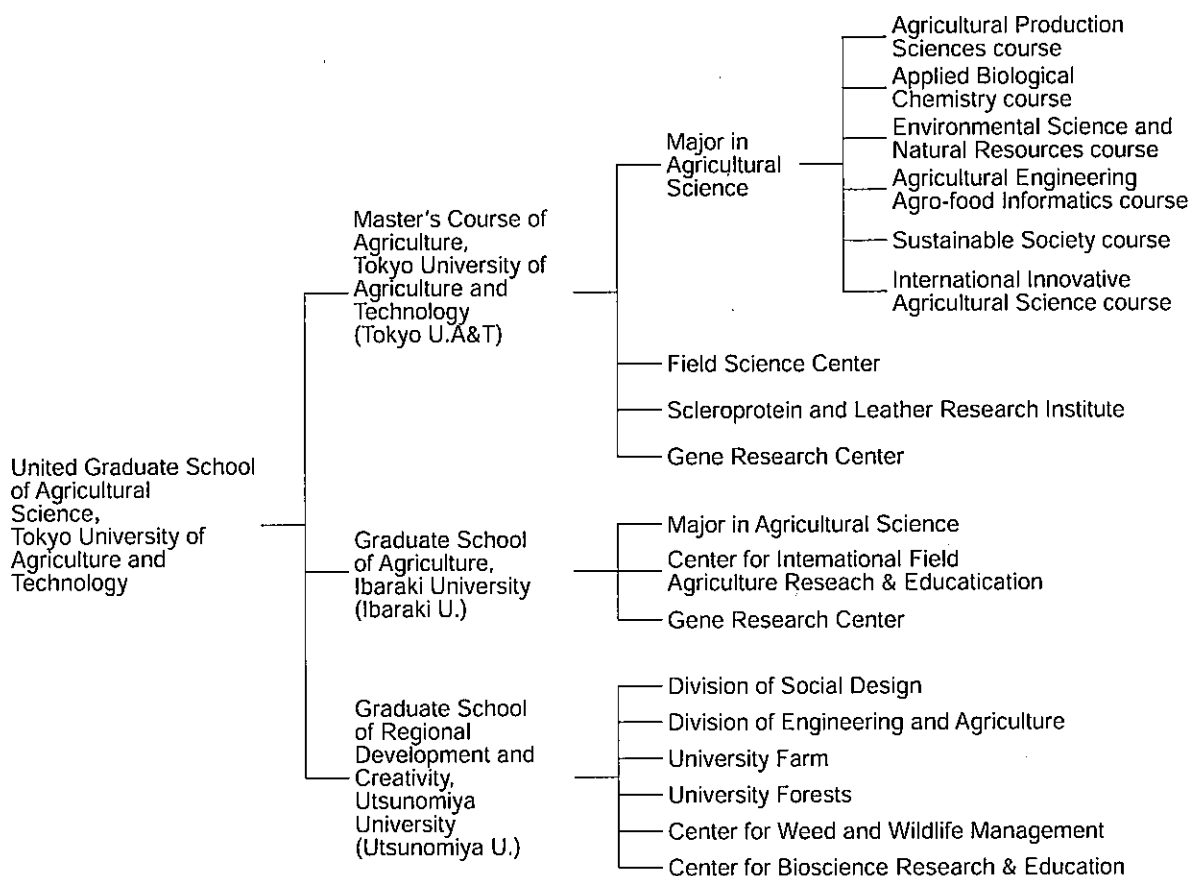 United Graduate School
of Agricultural
Science,
Tokyo University of
Agriculture and
Technology
Master's Course of
Agriculture,
Tokyo University of
Agriculture and
Technology
(Tokyo U.A&T)
Major in
Agricultural
Science
Agricultural Production
Sciences course
Applied Biological
Chemistry course
Environmental Science and
Natural Resources course
Agricultural Engineering
Agro-food Informatics course
Sustainable Society course
International Innovative
Agricultural Science course
Field Science Center
Scleroprotein and Leather Research Institute
Gene Research Center
Graduate School
of Agriculture,
Ibaraki University
(Ibaraki U.)
Major in Agricultural Science
Center for International Field
Agriculture Reseach & Educatication
Gene Research Center
Graduate School
of Regional
Development and
Creativity,
Utsunomiya
University
(Utsunomiya U.)
Division of Social Design
Division of Engineering and Agriculture
University Farm
University Forests
Center for Weed and Wildlife Management
Center for Bioscience Research & Education